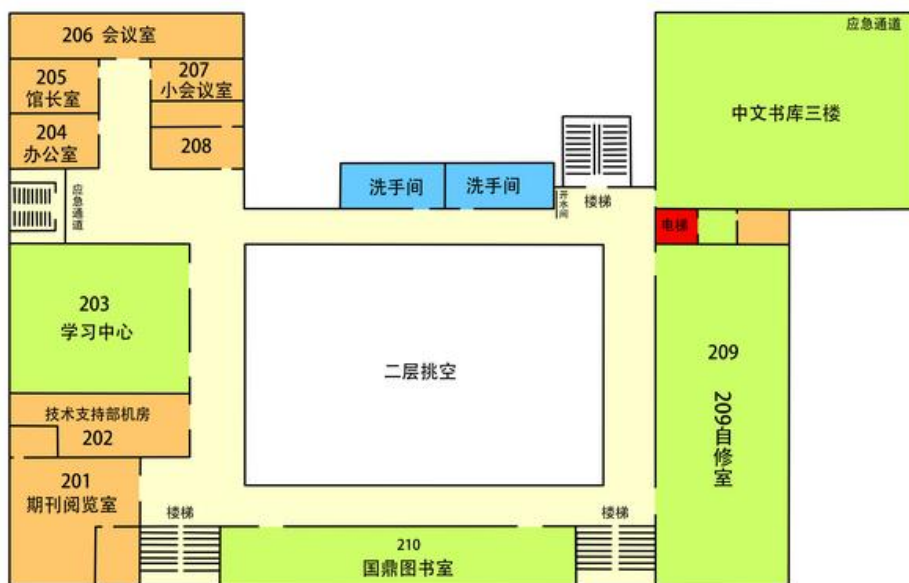 206 会议室
应急通道
205
馆长室
207
小会议室
中文书库三楼
204
办公室
208
洗手间
洗手间
应急通道
开水间
楼梯
电梯
203
学习中心
209
二层挑空
209自修室
技术支持部机房
202
201
期刊阅览室
楼梯
楼梯
210
国鼎图书室